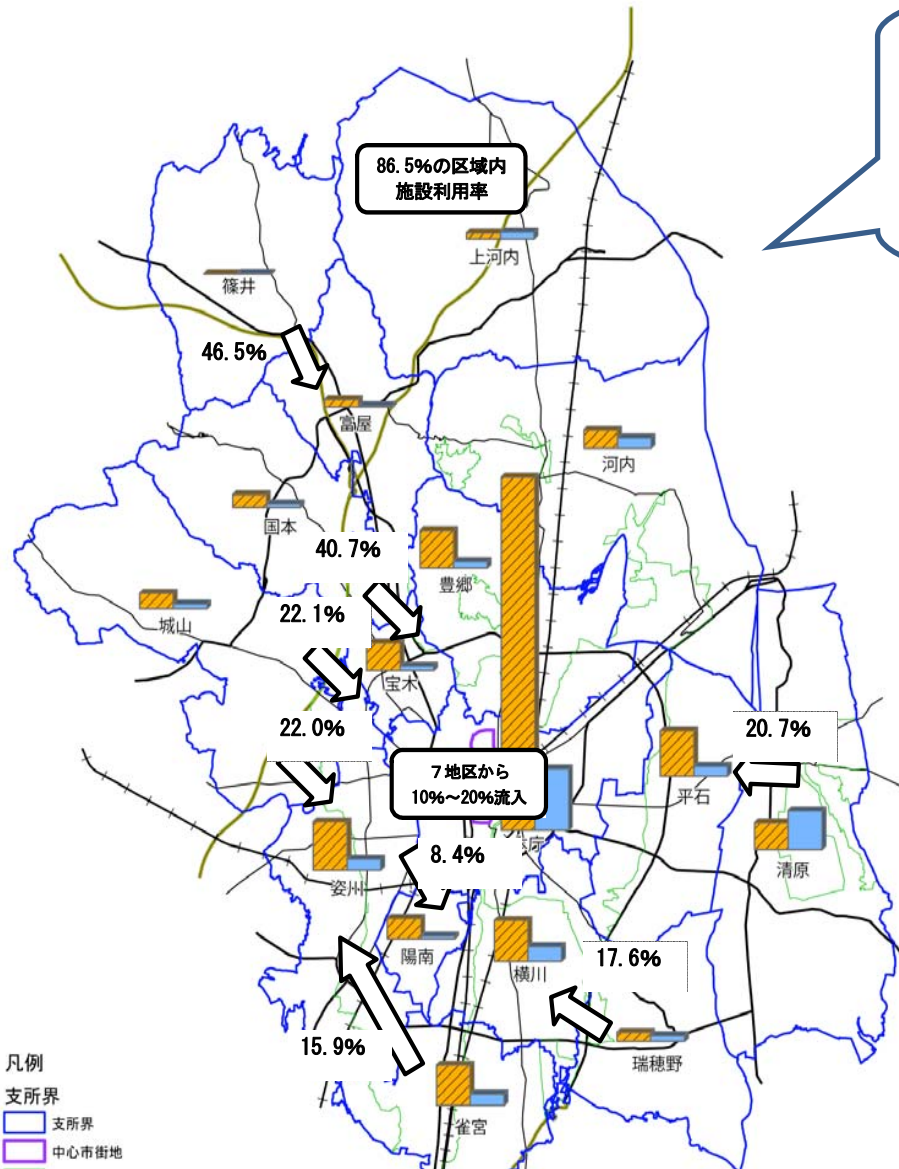 86.5%の区域内
施設利用率
上河内
篠井
46.5%
富屋
河内
国本
40.7%
豊郷
城山
22.1%
宝木
22.0%
20.7%
7地区から
10%～20%流入
平石
庁
8.4%
清原
姿川
陽南
横川
17.6%
15.9%
瑞穂野
雀宮
凡例
支所界
支所界
中心市街地